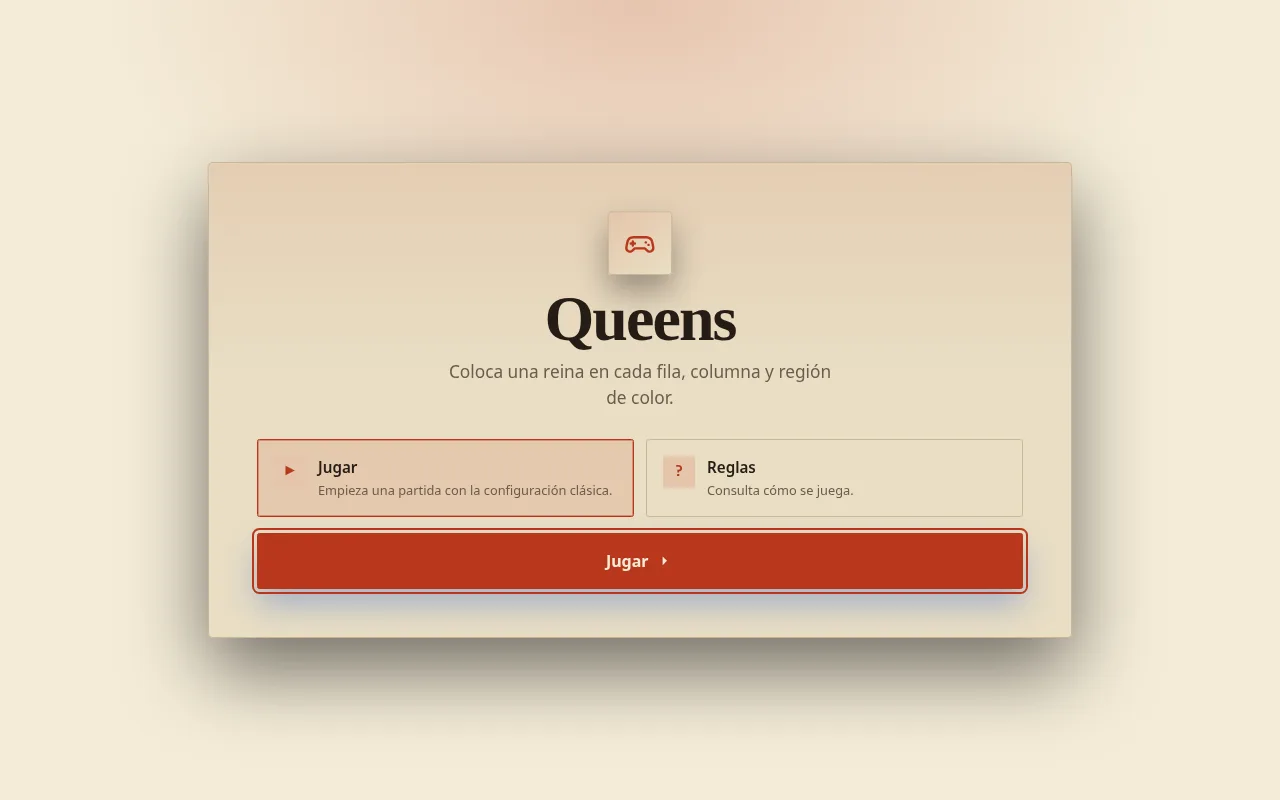 Queens
Coloca una reina en cada fila, columna y región
de color.
Jugar
Empieza una partida con la configuración clásica.
?
Reglas
Consulta cómo se juega.
Jugar